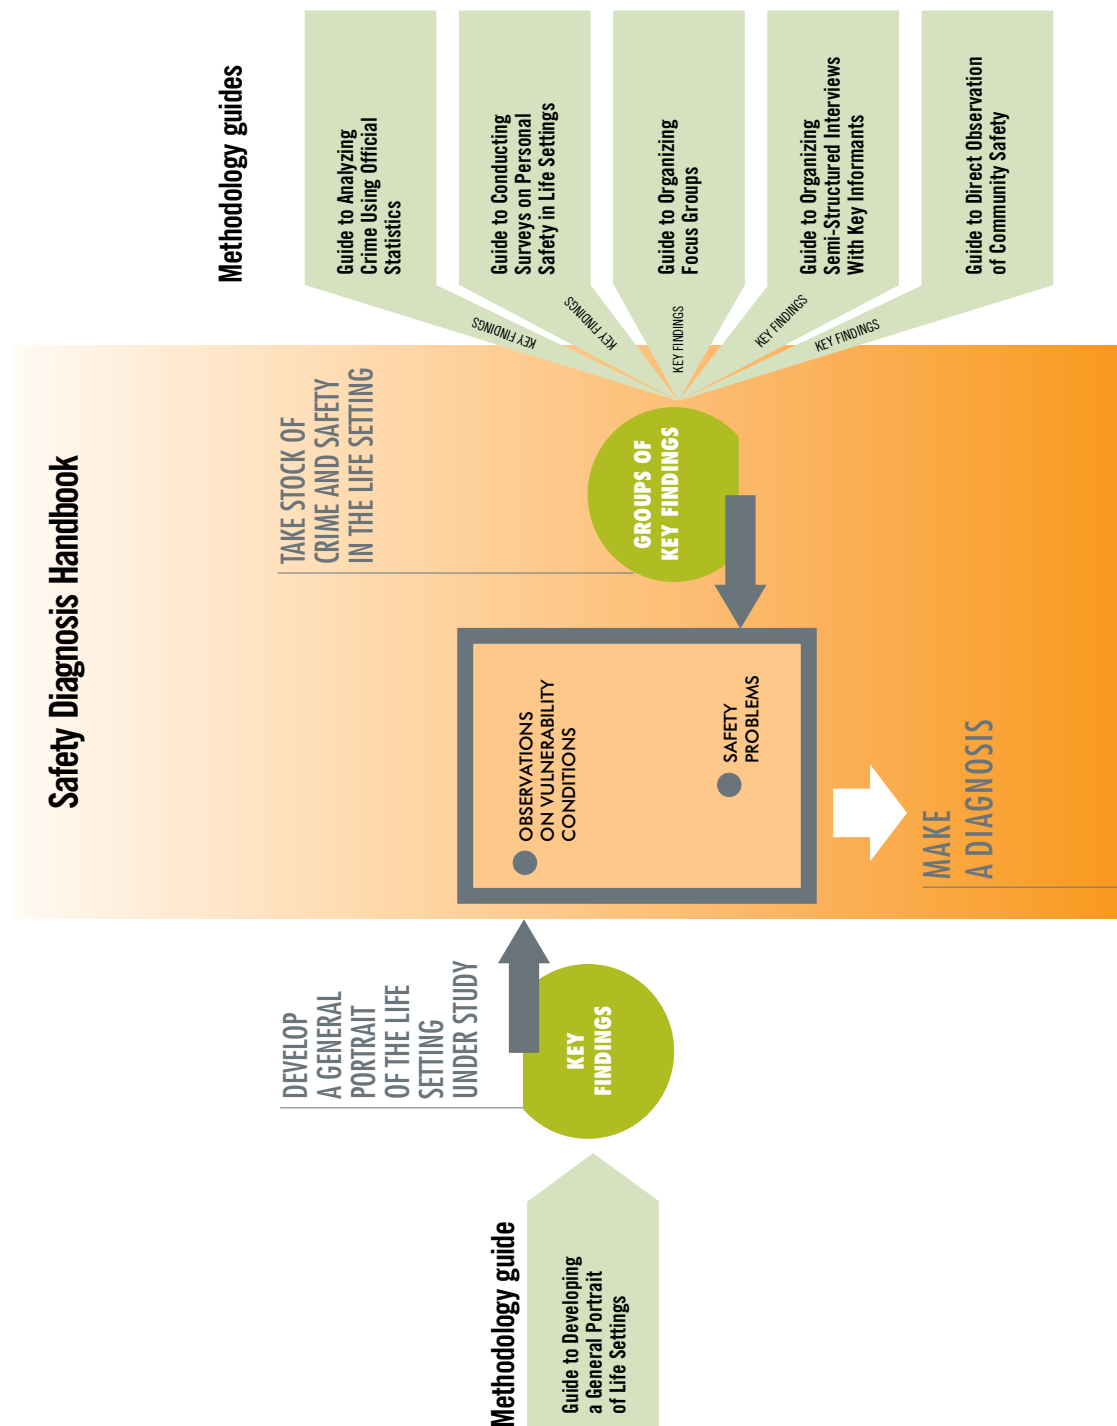 Safety Diagnosis Handbook
Methodology guide
Guide to Developing
a General Portrait
of Life Settings
DEVELOP
A GENERAL
PORTRAIT
OF THE LIFE
SETTING
UNDER STUDY
KEY
FINDINGS
OBSERVATIONS
ON VULNERABILITY
CONDITIONS
SAFETY
PROBLEMS
MAKE
A DIAGNOSIS
TAKE STOCK OF
CRIME AND SAFETY
IN THE LIFE SETTING
GROUPS OF
KEY FINDINGS
Methodology guides
KEY FINDINGS
Guide to Analyzing
Crime Using Official
Statistics
KEY FINDINGS
Guide to Conducting
Surveys on Personal
Safety in Life Settings
KEY FINDINGS
Guide to Organizing
Focus Groups
KEY FINDINGS
Guide to Organizing
Semi-Structured Interviews
With Key Informants
KEY FINDINGS
Guide to Direct Observation
of Community Safety